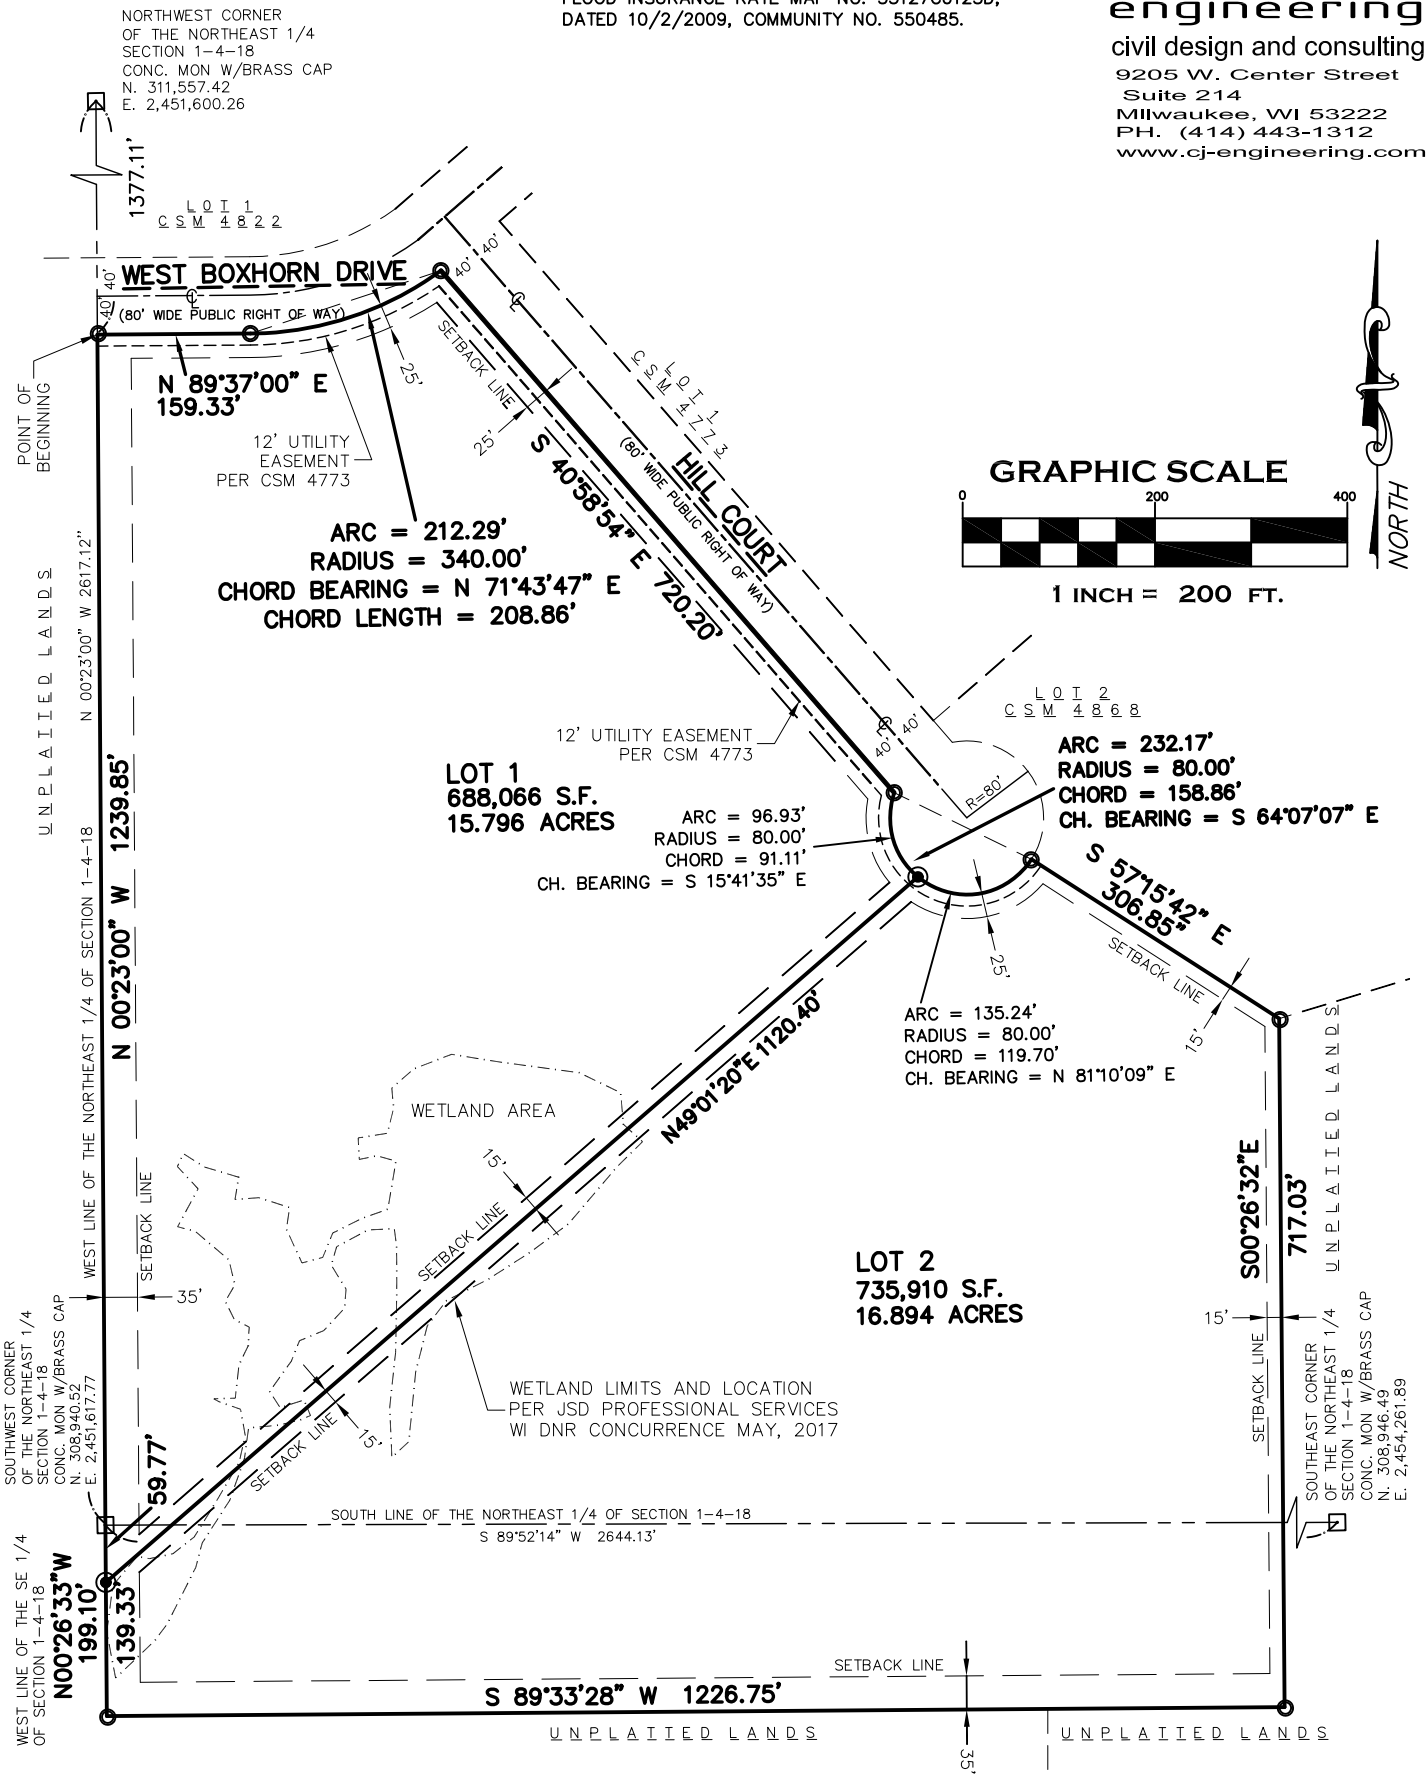 FLOOD INSURANCE RATE MAP NO. 55127C0125D,
DATED 10/2/2009, COMMUNITY NO. 550485.
engineering
civil design and consulting
9205 W. Center Street
Suite 214
MIlwaukee, WI 53222
PH. (414) 443-1312
www.cj-engineering.com
NORTHWEST CORNER
OF THE NORTHEAST 1/4
SECTION 1-4-18
CONC. MON W/BRASS CAP
N. 311,557.42
E. 2,451,600.26
1377.11'
LOT 1
CSM 4822
WEST BOXHORN DRIVE
(80' WIDE PUBLIC RIGHT OF WAY)
40'
40'
40'
40'
POINT OF
BEGINNING
N 89°37'00" E
159.33'
12' UTILITY
EASEMENT
PER CSM 4773
25'
SETBACK LINE
25'
ARC = 212.29'
RADIUS = 340.00'
CHORD BEARING = N 71°43'47" E
CHORD LENGTH = 208.86'
S 40°58'54" E 720.20'
LOT 1
CSM 4773
HILL COURT
(80' WIDE PUBLIC RIGHT OF WAY)
GRAPHIC SCALE
0 200 400
1 INCH = 200 FT.
NORTH
UNPLATTED LANDS
N 00°23'00" W 2617.12"
WEST LINE OF THE NORTHEAST 1/4 OF SECTION 1-4-18
N 00°23'00" W 1239.85'
12' UTILITY EASEMENT
PER CSM 4773
40'
40'
LOT 2
CSM 4868
R=80'
ARC = 232.17'
RADIUS = 80.00'
CHORD = 158.86'
CH. BEARING = S 64°07'07" E
LOT 1
688,066 S.F.
15.796 ACRES
ARC = 96.93'
RADIUS = 80.00'
CHORD = 91.11'
CH. BEARING = S 15°41'35" E
S 57°15'42" E
306.85"
SETBACK LINE
15'
25'
ARC = 135.24'
RADIUS = 80.00'
CHORD = 119.70'
CH. BEARING = N 81°10'09" E
N49°01'20"E 1120.40'
WETLAND AREA
15'
SETBACK LINE
SETBACK LINE
35'
UNPLATTED LANDS
S00°26'32"E
717.03'
LOT 2
735,910 S.F.
16.894 ACRES
15'
SETBACK LINE
WETLAND LIMITS AND LOCATION
PER JSD PROFESSIONAL SERVICES
WI DNR CONCURRENCE MAY, 2017
15'
SETBACK LINE
SOUTHWEST CORNER
OF THE NORTHEAST 1/4
SECTION 1-4-18
CONC. MON W/BRASS CAP
N. 308,940.52
E. 2,451,617.77
SOUTHEAST CORNER
OF THE NORTHEAST 1/4
SECTION 1-4-18
CONC. MON W/BRASS CAP
N. 308,946.49
E. 2,454,261.89
59.77'
SOUTH LINE OF THE NORTHEAST 1/4 OF SECTION 1-4-18
S 89°52'14" W 2644.13'
WEST LINE OF THE SE 1/4
OF SECTION 1-4-18
N00°26'33"W
199.10'
139.33'
SETBACK LINE
S 89°33'28" W 1226.75'
35'
UNPLATTED LANDS
UNPLATTED LANDS